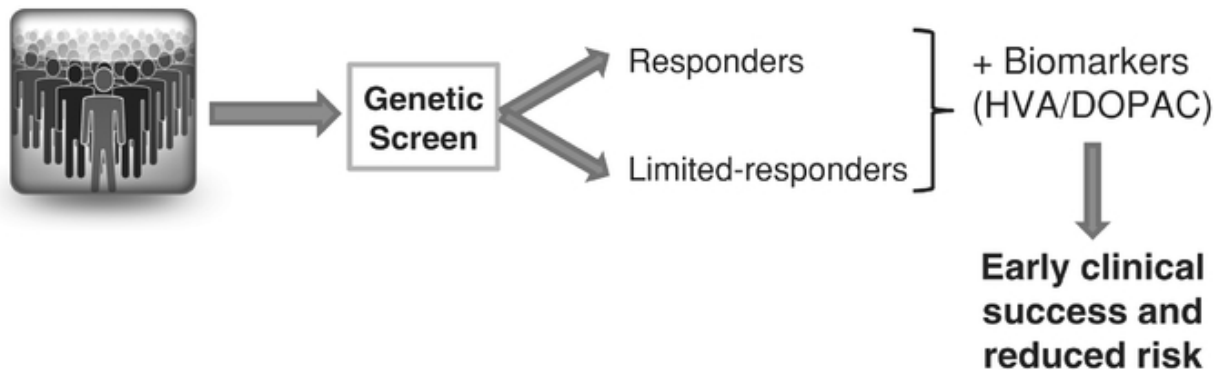 Genetic
Screen
Responders
Limited-responders
+ Biomarkers
(HVA/DOPAC)
Early clinical
success and
reduced risk